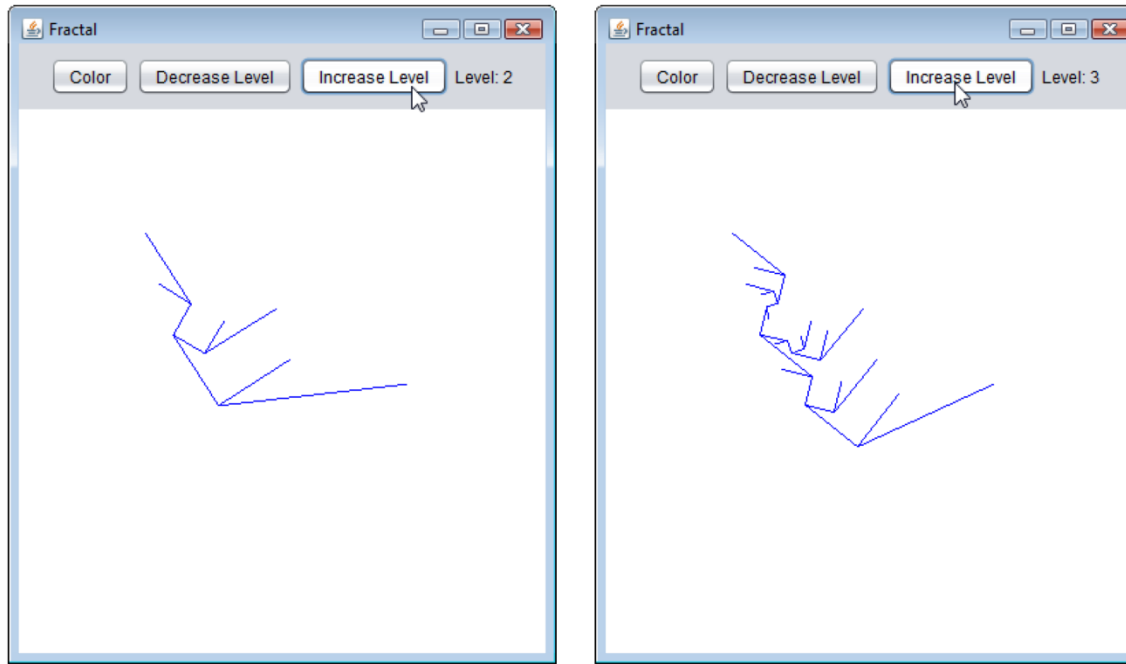 Fractal
Color Decrease Level Increase Level Level: 2
Fractal
Color Decrease Level Increase Level Level: 3